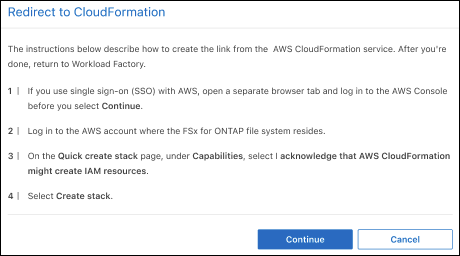 Redirect to CloudFormation
The instructions below describe how to create the link from the AWS CloudFormation service. After you're
done, return to Workload Factory.
1 | If you use single sign-on (SSO) with AWS, open a separate browser tab and log in to the AWS Console
before you select Continue.
2 | Log in to the AWS account where the FSx for ONTAP file system resides.
3 | On the Quick create stack page, under Capabilities, select I acknowledge that AWS CloudFormation
might create IAM resources.
4 | Select Create stack.
Continue Cancel